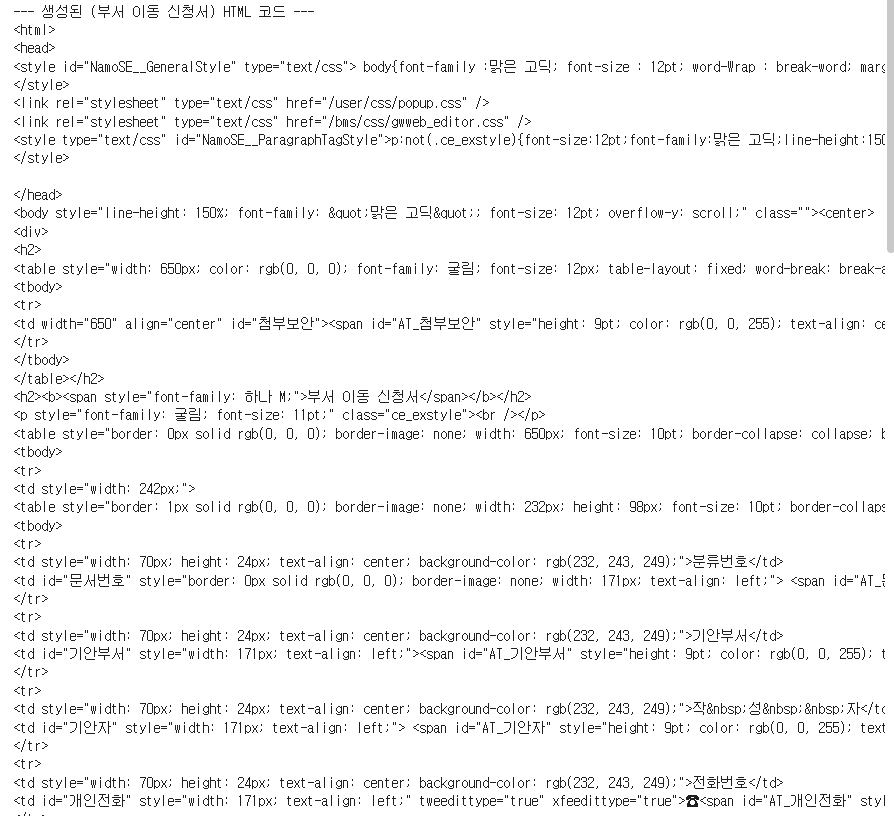 --- 생성된 (부서 이동 신청서) HTML 코드 ---
<html>
<head>
<style id="NamoSE__GeneralStyle" type="text/css"> body{font-family :맑은 고딕; font-size : 12pt; word-Wrap : break-word; marg
</style>
<link rel="stylesheet" type="text/css" href="/user/css/popup.css" />
<link rel="stylesheet" type="text/css" href="/bms/css/gwweb_editor.css" />
<style type="text/css" id="NamoSE__ParagraphTagStyle">p:not(.ce_exstyle){font-size:12pt;font-family:맑은 고딕;line-height:150
</style>
</head>
<body style="line-height: 150%; font-family: &quot;맑은 고딕&quot;; font-size: 12pt; overflow-y: scroll;" class=""><center>
<div>
<h2>
<table style="width: 650px; color: rgb(0, 0, 0); font-family: 굴림; font-size: 12px; table-layout: fixed; word-break: break-a
<tbody>
<tr>
<td width="650" align="center" id="첨부보안"><span id="AT_첨부보안" style="height: 9pt; color: rgb(0, 0, 255); text-align: ce
</tr>
</tbody>
</table></h2>
<h2><b><span style="font-family: 하나 M;">부서 이동 신청서</span></b></h2>
<p style="font-family: 굴림; font-size: 11pt;" class="ce_exstyle"><br /></p>
<table style="border: 0px solid rgb(0, 0, 0); border-image: none; width: 650px; font-size: 10pt; border-collapse: collapse; b
<tbody>
<tr>
<td style="width: 242px;">
<table style="border: 1px solid rgb(0, 0, 0); border-image: none; width: 232px; height: 98px; font-size: 10pt; border-collaps
<tbody>
<tr>
<td style="width: 70px; height: 24px; text-align: center; background-color: rgb(232, 243, 249);">분류번호</td>
<td id="문서번호" style="border: 0px solid rgb(0, 0, 0); border-image: none; width: 171px; text-align: left;"> <span id="AT_
</tr>
<tr>
<td style="width: 70px; height: 24px; text-align: center; background-color: rgb(232, 243, 249);">기안부서</td>
<td id="기안부서" style="width: 171px; text-align: left;"><span id="AT_기안부서" style="height: 9pt; color: rgb(0, 0, 255); t
</tr>
<tr>
<td style="width: 70px; height: 24px; text-align: center; background-color: rgb(232, 243, 249);">작&nbsp;성&nbsp;&nbsp;자</td
<td id="기안자" style="width: 171px; text-align: left;"> <span id="AT_기안자" style="height: 9pt; color: rgb(0, 0, 255); text
</tr>
<tr>
<td style="width: 70px; height: 24px; text-align: center; background-color: rgb(232, 243, 249);">전화번호</td>
<td id="개인전화" style="width: 171px; text-align: left;" tweedittype="true" xfeedittype="true">☎<span id="AT_개인전화" styl